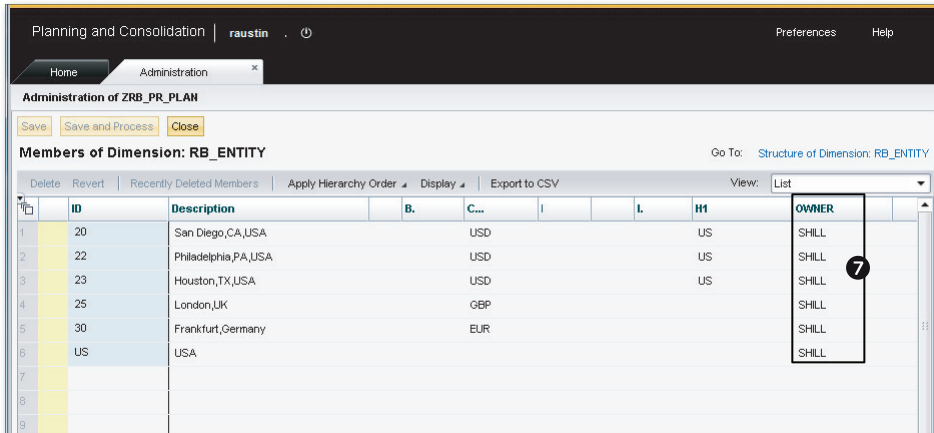 Planning and Consolidation | raustin . Preferences Help
Home Administration x
Administration of ZRB_PR_PLAN
Save Save and Process Close
Members of Dimension: RB_ENTITY Go To: Structure of Dimension: RB_ENTITY
Delete Revert | Recently Deleted Members | Apply Hierarchy Order Display | Export to CSV View: List
ID Description B. C... I I. H1 OWNER
1 20 San Diego,CA,USA USD US SHILL
2 22 Philadelphia,PA,USA USD US SHILL
3 23 Houston,TX,USA USD US SHILL
7
4 25 London,UK GBP SHILL
5 30 Frankfurt,Germany EUR SHILL
6 US USA SHILL
7
8
9